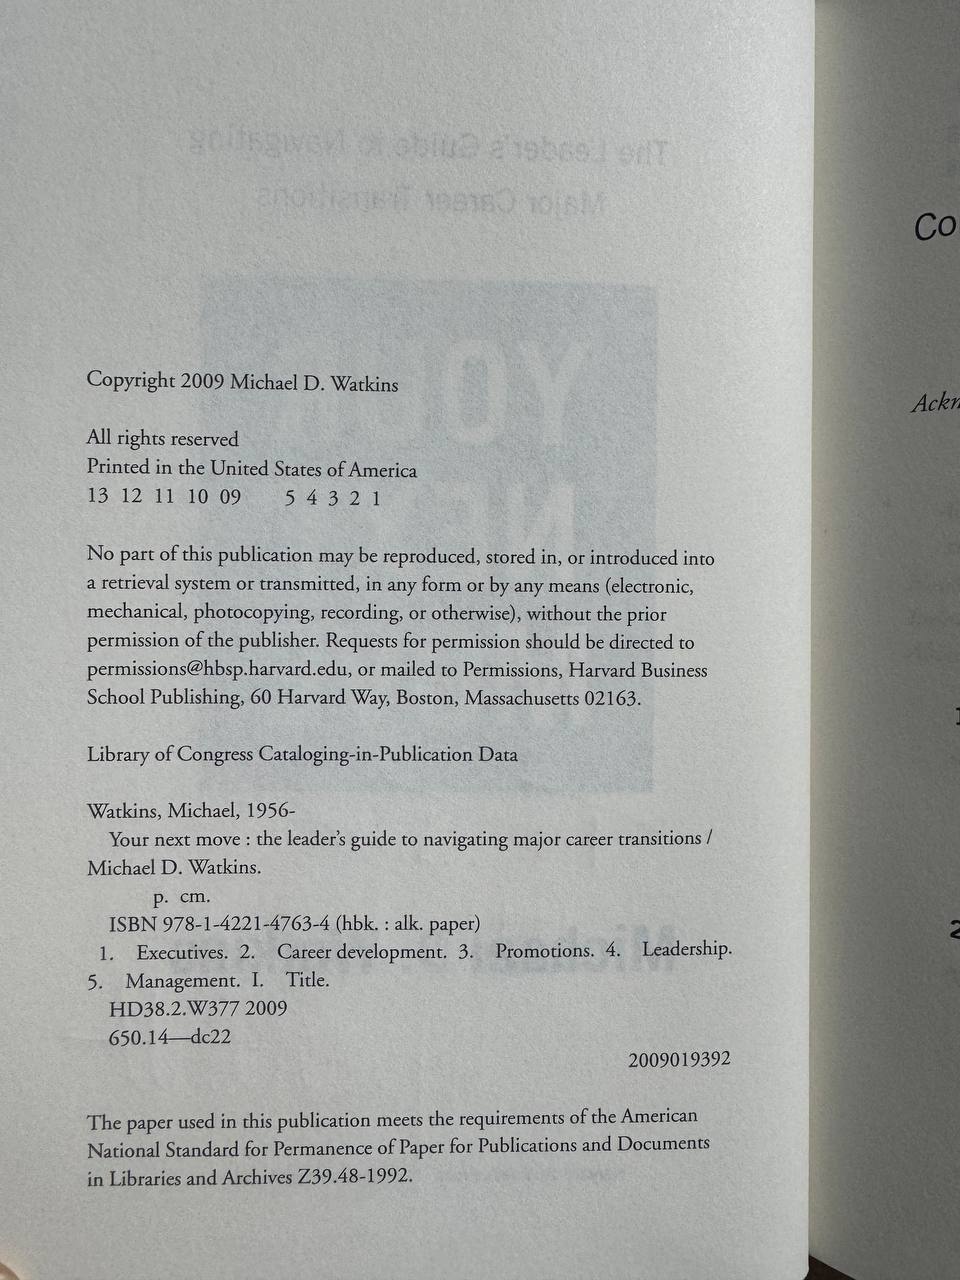 Copyright 2009 Michael D. Watkins
All rights reserved
Printed in the United States of America
13 12 11 10 09 5 4 3 2 1
No part of this publication may be reproduced, stored in, or introduced into
a retrieval system or transmitted, in any form or by any means (electronic,
mechanical, photocopying, recording, or otherwise), without the prior
permission of the publisher. Requests for permission should be directed to
permissions@hbsp.harvard.edu, or mailed to Permissions, Harvard Business
School Publishing, 60 Harvard Way, Boston, Massachusetts 02163.
Library of Congress Cataloging-in-Publication Data
Watkins, Michael, 1956-
Your next move : the leader's guide to navigating major career transitions /
Michael D. Watkins.
p. cm.
ISBN 978-1-4221-4763-4 (hbk. : alk. paper)
1. Executives. 2. Career development. 3. Promotions. 4. Leadership.
5. Management. I. Title.
HD38.2.W377 2009
650.14—dc22
2009019392
The paper used in this publication meets the requirements of the American
National Standard for Permanence of Paper for Publications and Documents
in Libraries and Archives Z39.48-1992.
Co
Ackn
2